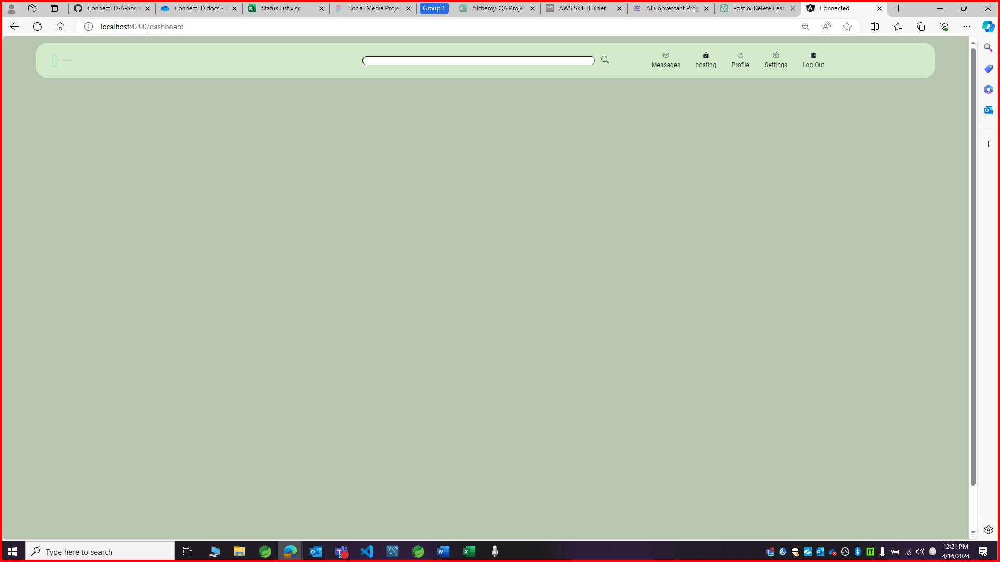 ConnectED-A-Socia
ConnectED docs -
Status List.xlsx
Social Media Projec
Group 1
Alchemy_QA Projec
AWS Skill Builder
AI Conversant Prog
Post & Delete Feat
Connected
localhost:4200/dashboard
Messages
posting
Profile
Settings
Log Out
Type here to search
12:21 PM
4/16/2024